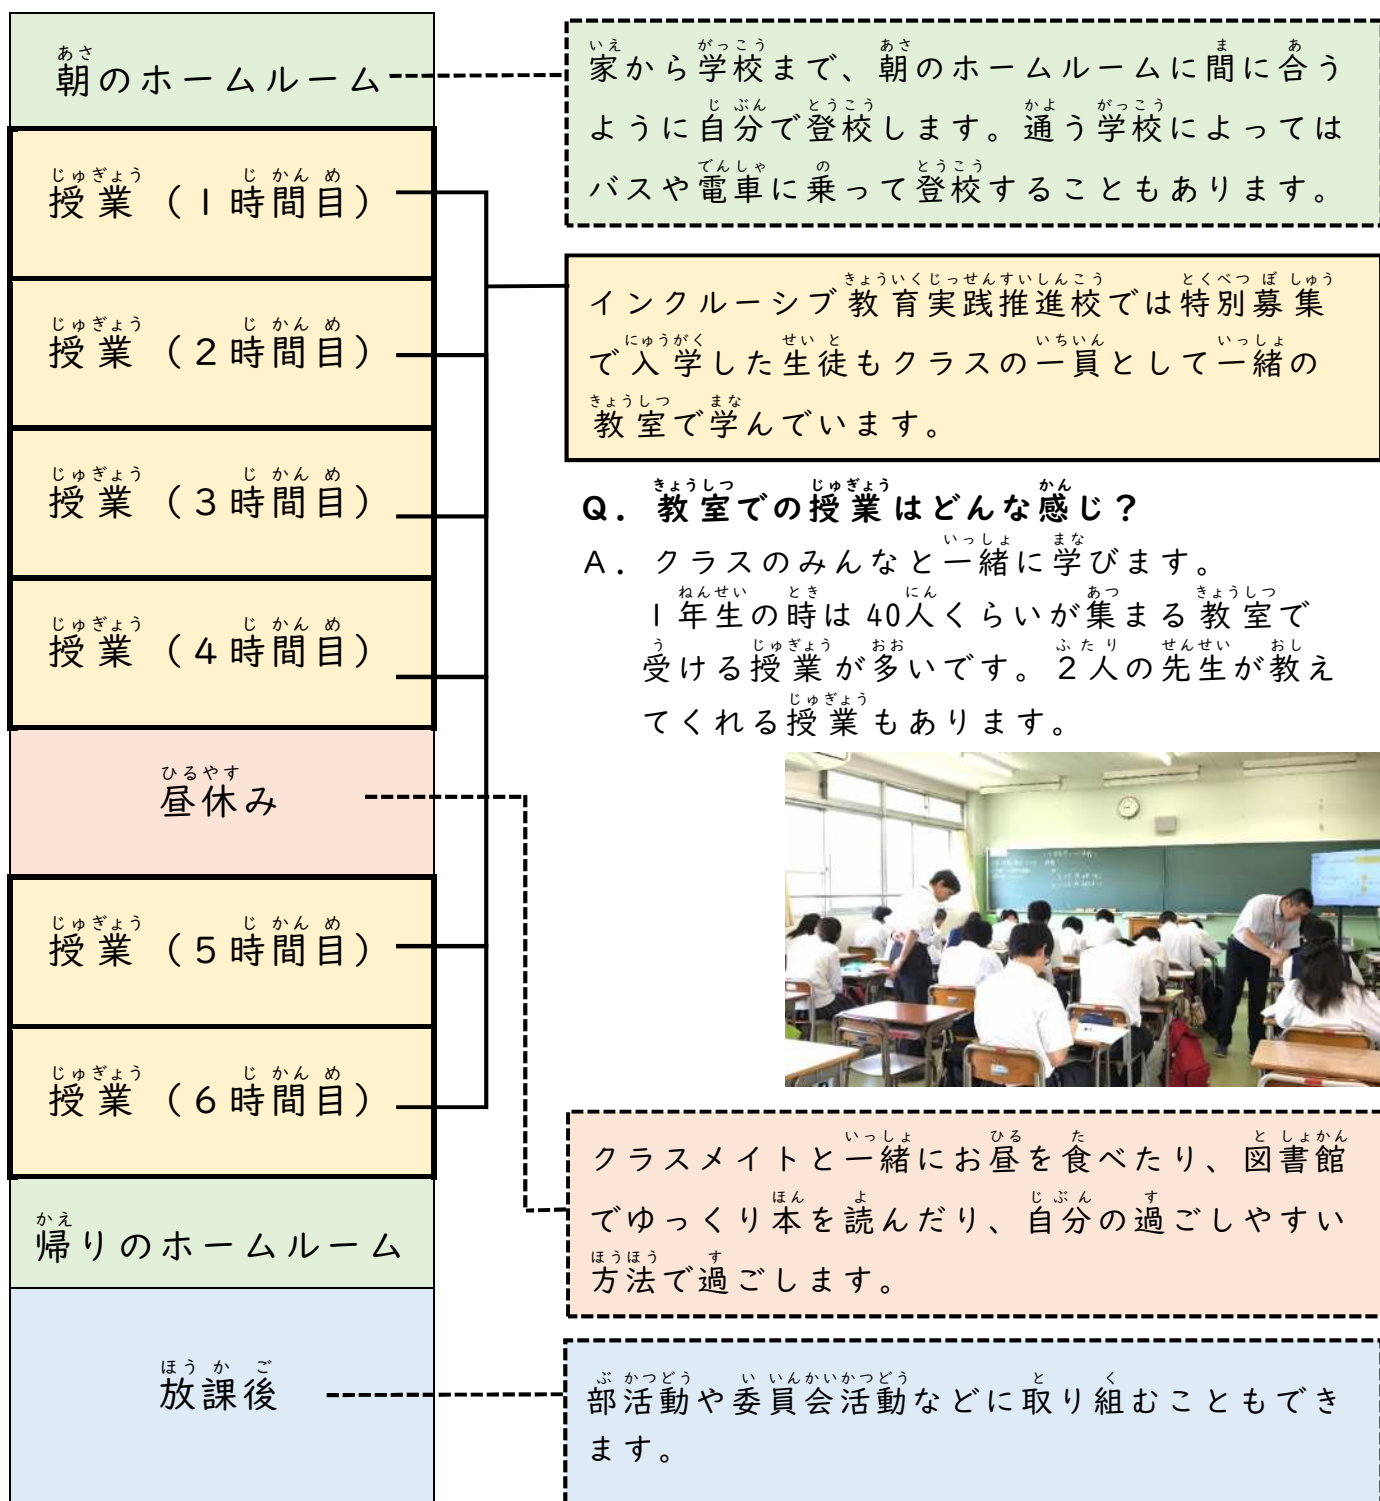 朝のホームルーム
家から学校まで、朝のホームルームに間に合う
ように自分で登校します。通う学校によっては
バスや電車に乗って登校することもあります。
授業（1時間目）
授業（2時間目）
授業（3時間目）
授業（4時間目）
インクルーシブ教育実践推進校では特別募集
で入学した生徒もクラスの一員として一緒の
教室で学んでいます。
Q．教室での授業はどんな感じ？
A．クラスのみんなと一緒に学びます。
1年生の時は40人くらいが集まる教室で
受ける授業が多いです。2人の先生が教え
てくれる授業もあります。
昼休み
授業（5時間目）
授業（6時間目）
クラスメイトと一緒にお昼を食べたり、図書館
でゆっくり本を読んだり、自分の過ごしやすい
方法で過ごします。
帰りのホームルーム
放課後
部活動や委員会活動などに取り組むこともでき
ます。